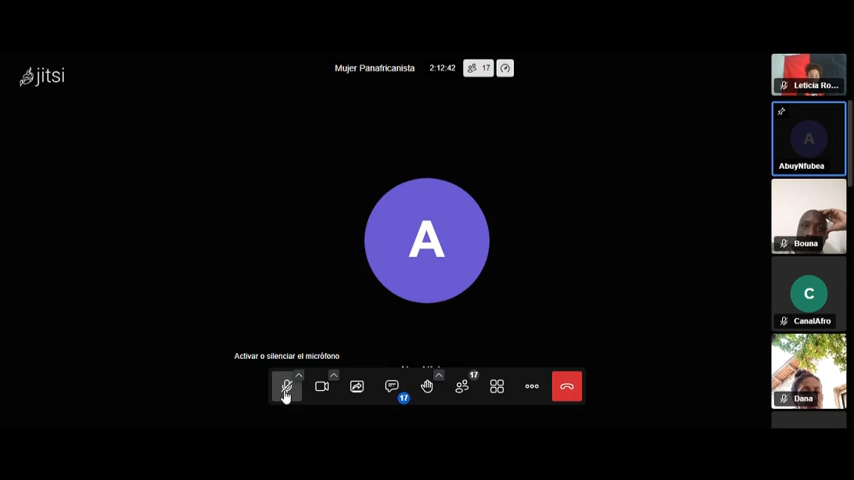 jitsi
Mujer Panafricanista 2:12:42 17
Leticia Ro...
A
AbuyNfubea
Bouna
C
CanalAfro
Dana
A
Activar o silenciar el micrófono
17
17